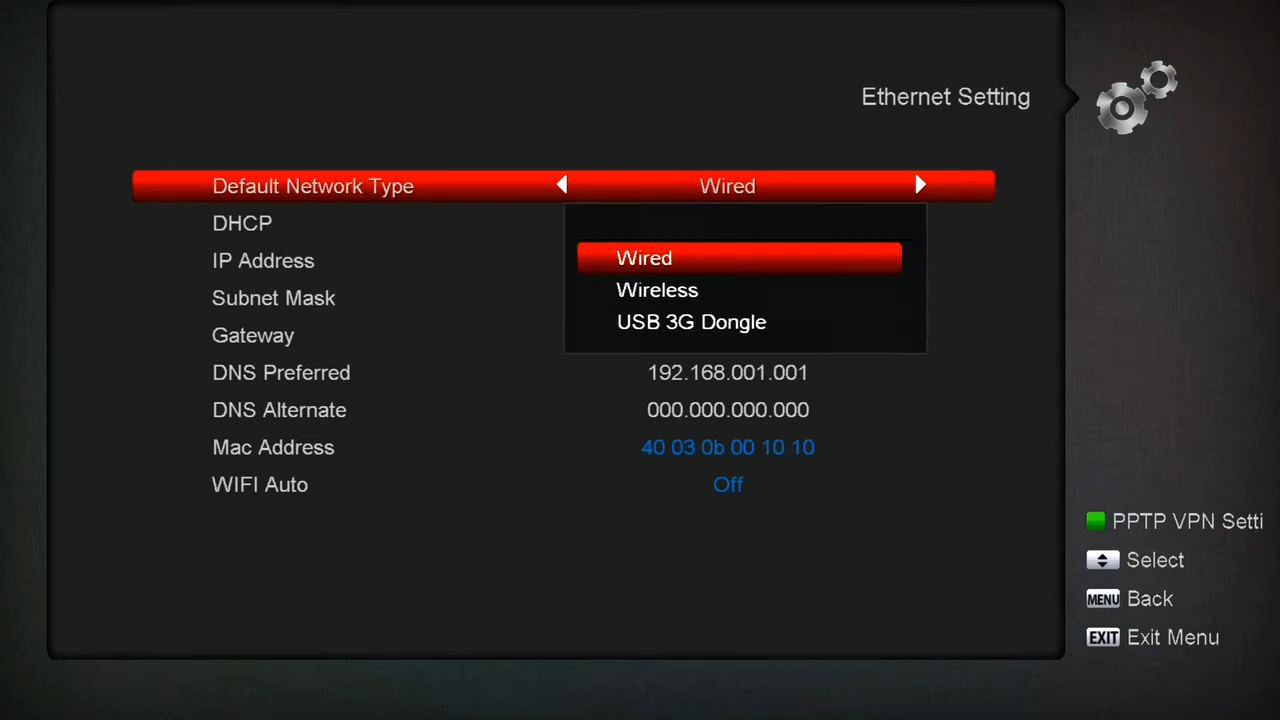 Ethernet Setting
Default Network Type Wired
DHCP
Wired
IP Address
Wireless
Subnet Mask
USB 3G Dongle
Gateway
DNS Preferred 192.168.001.001
DNS Alternate 000.000.000.000
Mac Address 40 03 0b 00 10 10
WIFI Auto Off
PPTP VPN Setti
Select
MENU Back
EXIT Exit Menu